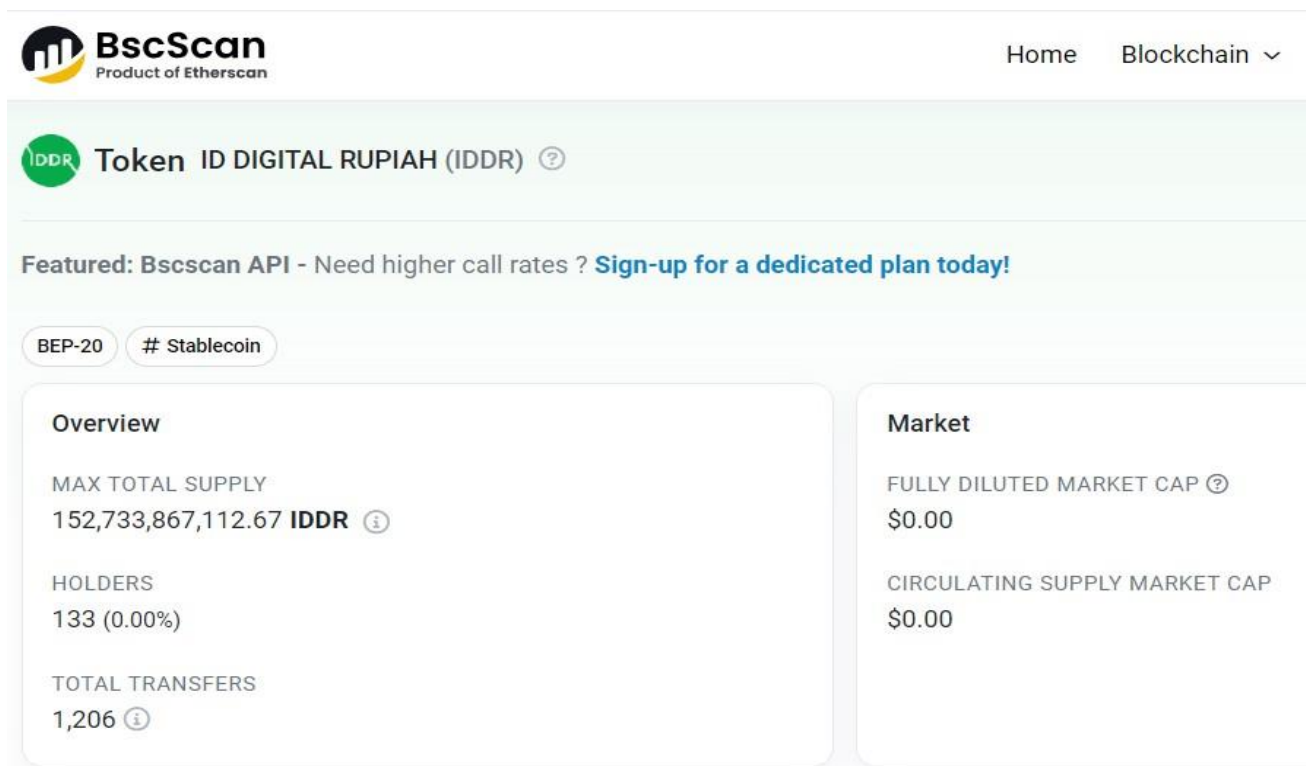 BscScan
Product of Etherscan
Home Blockchain
IDDR Token ID DIGITAL RUPIAH (IDDR)
Featured: Bscscan API - Need higher call rates ? Sign-up for a dedicated plan today!
BEP-20 # Stablecoin
Overview
MAX TOTAL SUPPLY
152,733,867,112.67 IDDR
HOLDERS
133 (0.00%)
TOTAL TRANSFERS
1,206
Market
FULLY DILUTED MARKET CAP
$0.00
CIRCULATING SUPPLY MARKET CAP
$0.00